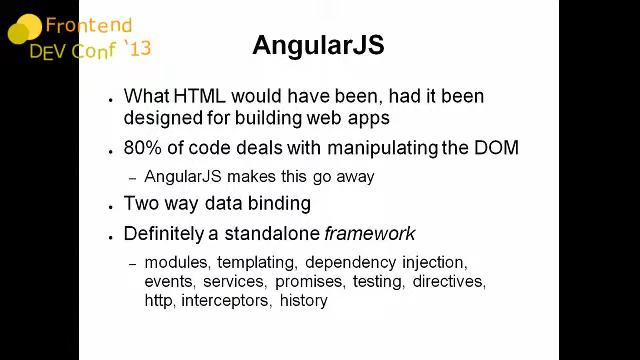 Frontend
DEV Conf `13
AngularJS
• What HTML would have been, had it been
designed for building web apps
• 80% of code deals with manipulating the DOM
– AngularJS makes this go away
• Two way data binding
• Definitely a standalone framework
– modules, templating, dependency injection,
events, services, promises, testing, directives,
http, interceptors, history